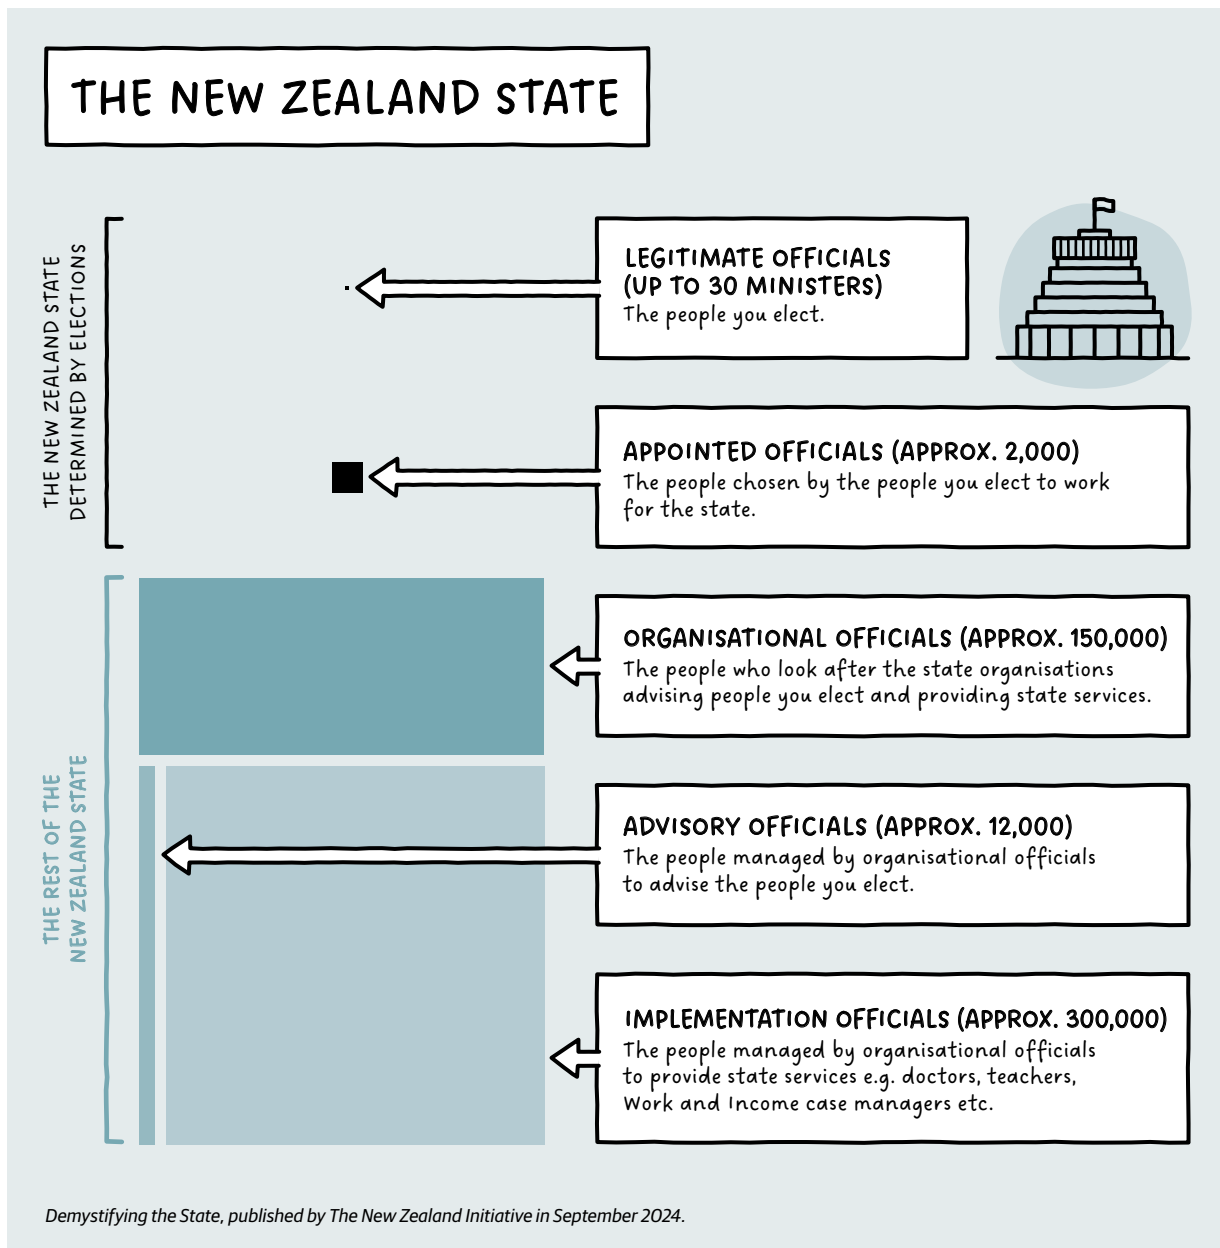 THE NEW ZEALAND STATE
THE NEW ZEALAND STATE
DETERMINED BY ELECTIONS
LEGITIMATE OFFICIALS
(UP TO 30 MINISTERS)
The people you elect.
APPOINTED OFFICIALS (APPROX. 2,000)
The people chosen by the people you elect to work
for the state.
THE REST OF THE
NEW ZEALAND STATE
ORGANISATIONAL OFFICIALS (APPROX. 150,000)
The people who look after the state organisations
advising people you elect and providing state services.
ADVISORY OFFICIALS (APPROX. 12,000)
The people managed by organisational officials
to advise the people you elect.
IMPLEMENTATION OFFICIALS (APPROX. 300,000)
The people managed by organisational officials
to provide state services e.g. doctors, teachers,
Work and Income case managers etc.
Demystifying the State, published by The New Zealand Initiative in September 2024.